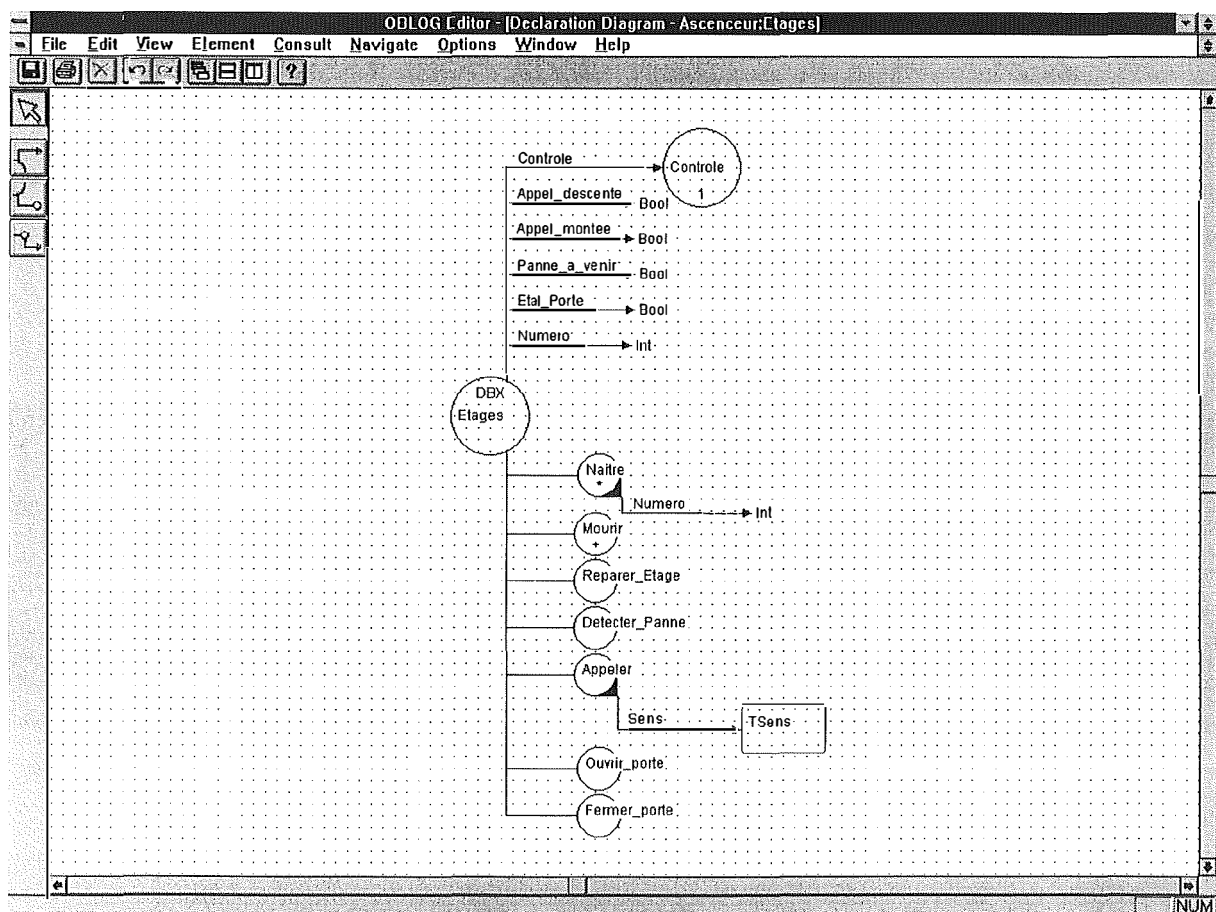 OBLOG Editor - [Declaration Diagram - Ascenceur:Etages]
File Edit View Element Consult Navigate Options Window Help
?
Controle
Controle
1
Appel_descente
Bool
Appel_montee
Bool
Panne_a_venir
Bool
Etat_Porte
Bool
Numero
Int
DBX
Etages
Naitre
*
Numero
Int
Mourir
+
Reparer_Etage
Detecter_Panne
Appeler
Sens
TSens
Ouvrir_porte
Fermer_porte
NUM